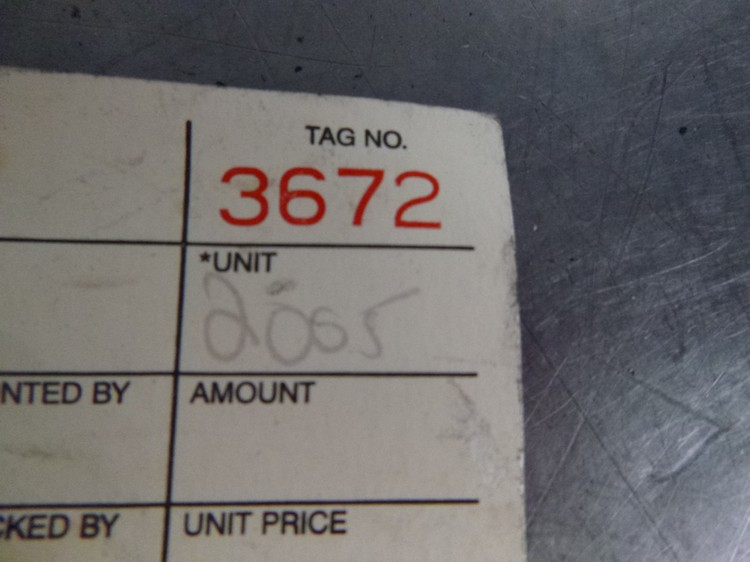 TAG NO.
3672
*UNIT
2005
NTED BY
AMOUNT
CKED BY
UNIT PRICE